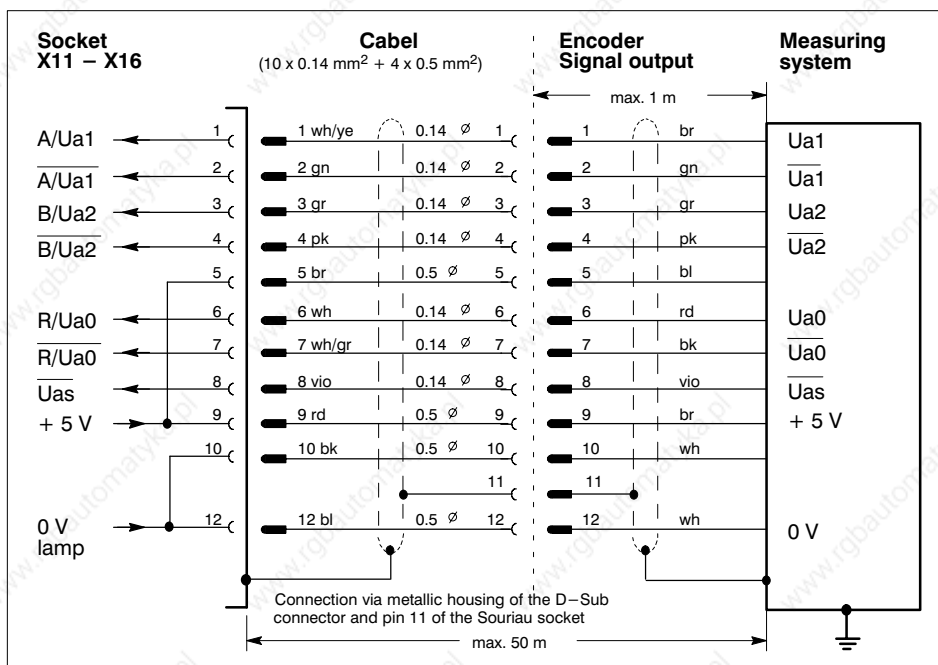 Socket
X11 – X16
Cabel
(10 x 0.14 mm² + 4 x 0.5 mm²)
Encoder
Signal output
Measuring
system
max. 1 m
A/Ua1 1 1 wh/ye 0.14 ⌀ 1 1 br Ua1
A/Ua1 2 2 gn 0.14 ⌀ 2 2 gn Ua1
B/Ua2 3 3 gr 0.14 ⌀ 3 3 gr Ua2
B/Ua2 4 4 pk 0.14 ⌀ 4 4 pk Ua2
5 5 br 0.5 ⌀ 5 5 bl
R/Ua0 6 6 wh 0.14 ⌀ 6 6 rd Ua0
R/Ua0 7 7 wh/gr 0.14 ⌀ 7 7 bk Ua0
Uas 8 8 vio 0.14 ⌀ 8 8 vio Uas
+ 5 V 9 9 rd 0.5 ⌀ 9 9 br + 5 V
10 10 bk 0.5 ⌀ 10 10 wh
11 11
0 V 12 12 bl 0.5 ⌀ 12 12 wh 0 V
lamp
Connection via metallic housing of the D–Sub
connector and pin 11 of the Souriau socket
max. 50 m
www.rgbautomatyka.pl